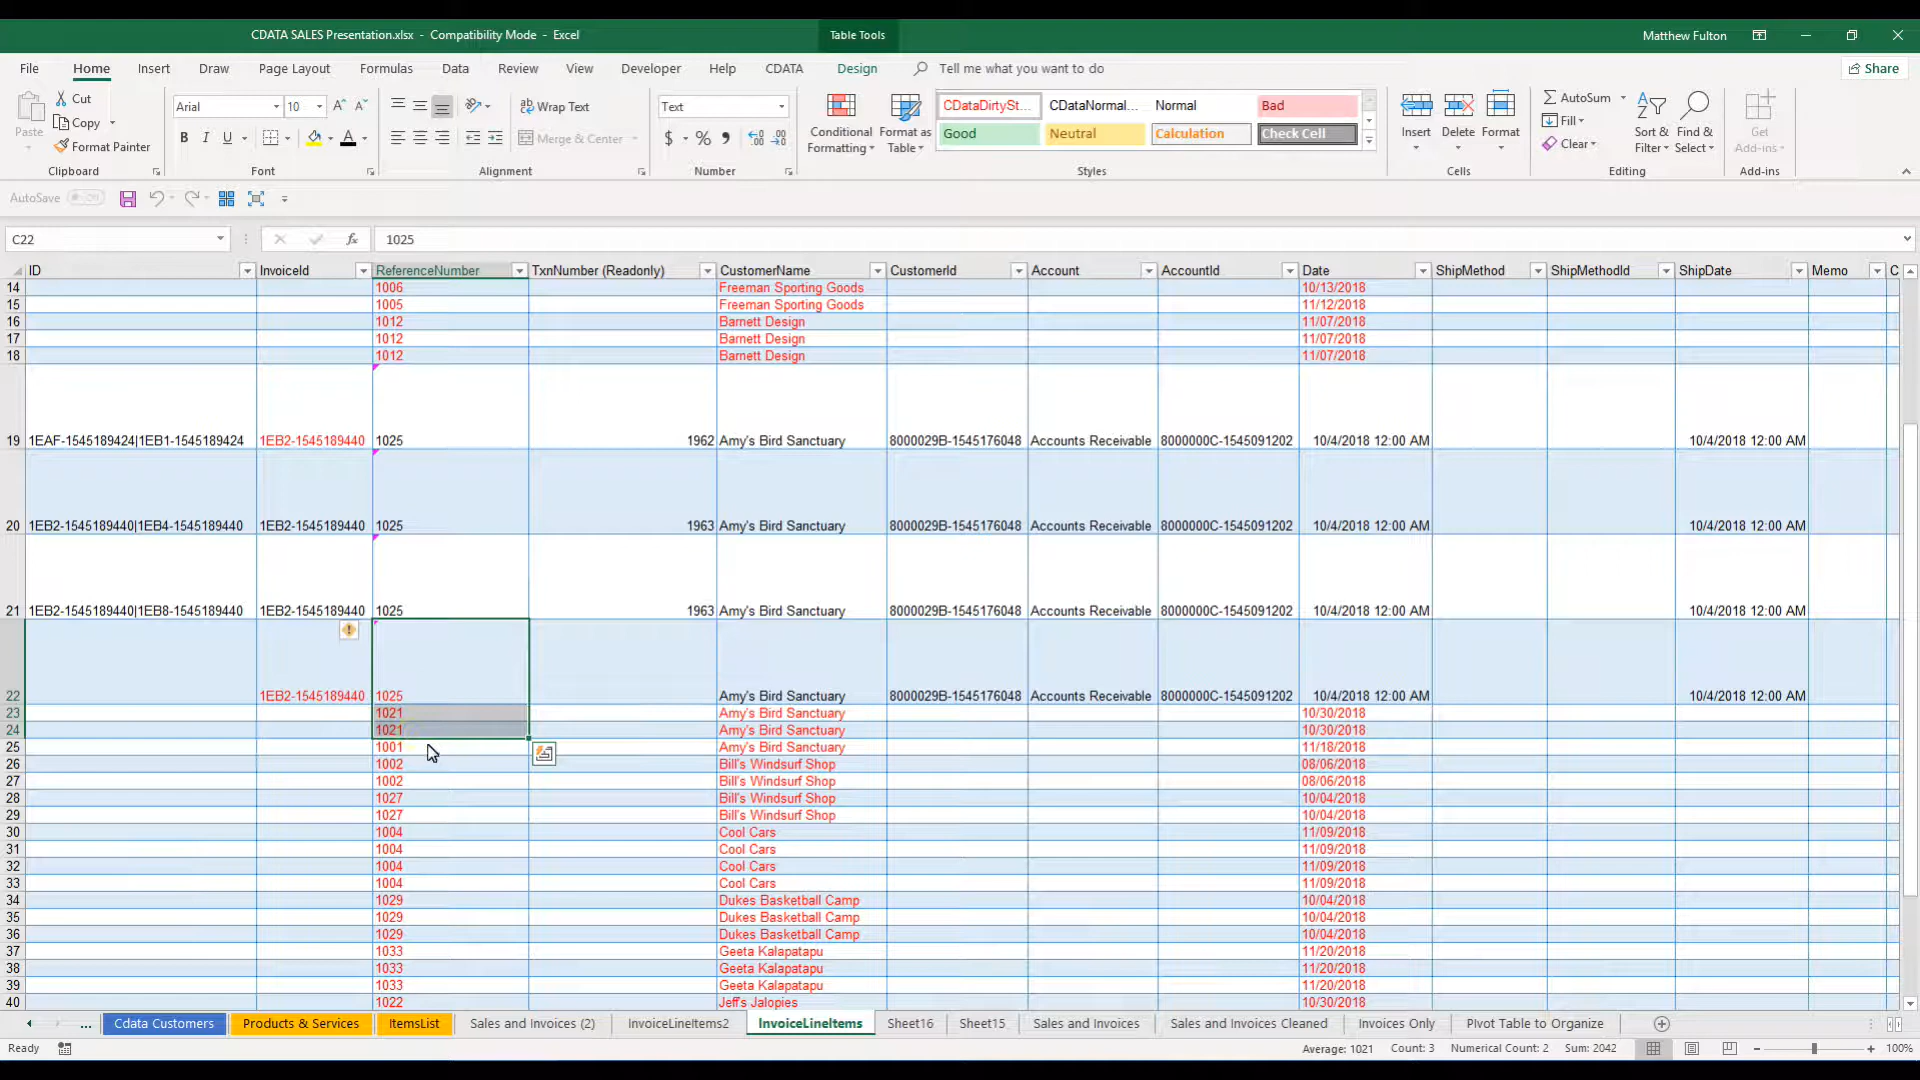 CDATA SALES Presentation.xlsx - Compatibility Mode - Excel Table Tools Matthew Fulton
File Home Insert Draw Page Layout Formulas Data Review View Developer Help CDATA Design Tell me what you want to do Share
Cut
Copy
Format Painter
Paste
Clipboard
Arial 10
B I U
Font
Wrap Text
Merge & Center
Alignment
Text
$ % ,
Number
Conditional Formatting
Format as Table
CDataDirtySt... CDataNormal... Normal Bad
Good Neutral Calculation Check Cell
Styles
Insert Delete Format
Cells
AutoSum
Fill
Clear
Sort & Filter
Find & Select
Editing
Get Add-ins
Add-ins
AutoSave Off
C22 fx 1025
ID InvoiceId ReferenceNumber TxnNumber (Readonly) CustomerName CustomerId Account AccountId Date ShipMethod ShipMethodId ShipDate Memo C
14 1006 Freeman Sporting Goods 10/13/2018
15 1005 Freeman Sporting Goods 11/12/2018
16 1012 Barnett Design 11/07/2018
17 1012 Barnett Design 11/07/2018
18 1012 Barnett Design 11/07/2018
19 1EAF-1545189424|1EB1-1545189424 1EB2-1545189440 1025 1962 Amy's Bird Sanctuary 8000029B-1545176048 Accounts Receivable 8000000C-1545091202 10/4/2018 12:00 AM 10/4/2018 12:00 AM
20 1EB2-1545189440|1EB4-1545189440 1EB2-1545189440 1025 1963 Amy's Bird Sanctuary 8000029B-1545176048 Accounts Receivable 8000000C-1545091202 10/4/2018 12:00 AM 10/4/2018 12:00 AM
21 1EB2-1545189440|1EB8-1545189440 1EB2-1545189440 1025 1963 Amy's Bird Sanctuary 8000029B-1545176048 Accounts Receivable 8000000C-1545091202 10/4/2018 12:00 AM 10/4/2018 12:00 AM
22 1EB2-1545189440 1025 Amy's Bird Sanctuary 8000029B-1545176048 Accounts Receivable 8000000C-1545091202 10/4/2018 12:00 AM 10/4/2018 12:00 AM
23 1021 Amy's Bird Sanctuary 10/30/2018
24 1021 Amy's Bird Sanctuary 10/30/2018
25 1001 Amy's Bird Sanctuary 11/18/2018
26 1002 Bill's Windsurf Shop 08/06/2018
27 1002 Bill's Windsurf Shop 08/06/2018
28 1027 Bill's Windsurf Shop 10/04/2018
29 1027 Bill's Windsurf Shop 10/04/2018
30 1004 Cool Cars 11/09/2018
31 1004 Cool Cars 11/09/2018
32 1004 Cool Cars 11/09/2018
33 1004 Cool Cars 11/09/2018
34 1029 Dukes Basketball Camp 10/04/2018
35 1029 Dukes Basketball Camp 10/04/2018
36 1029 Dukes Basketball Camp 10/04/2018
37 1033 Geeta Kalapatapu 11/20/2018
38 1033 Geeta Kalapatapu 11/20/2018
39 1033 Geeta Kalapatapu 11/20/2018
40 1022 Jeff's Jalopies 10/30/2018
... Cdata Customers Products & Services ItemsList Sales and Invoices (2) InvoiceLineItems2 InvoiceLineItems Sheet16 Sheet15 Sales and Invoices Sales and Invoices Cleaned Invoices Only Pivot Table to Organize
Ready Average: 1021 Count: 3 Numerical Count: 2 Sum: 2042 100%